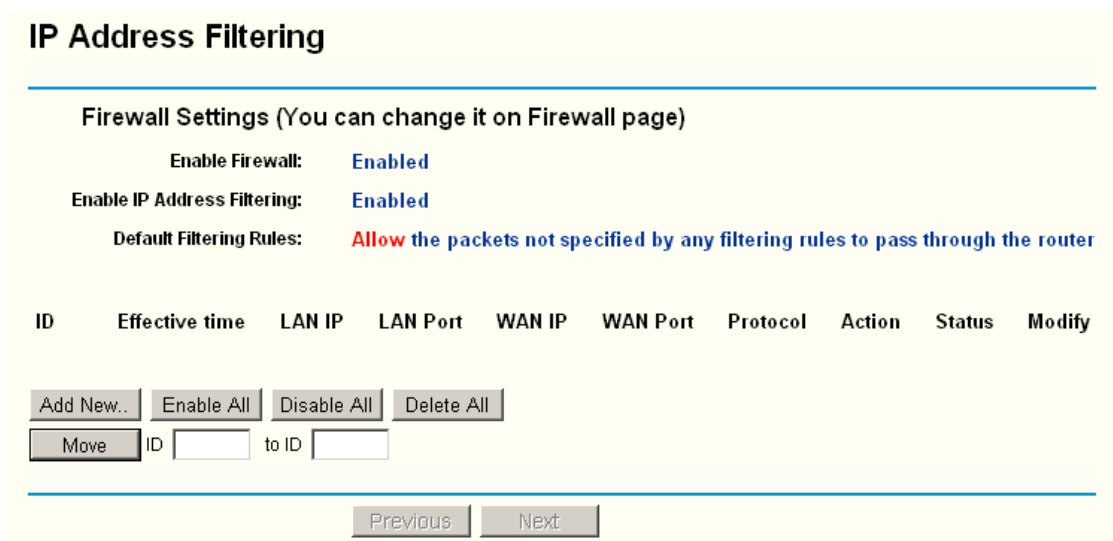 IP Address Filtering
Firewall Settings (You can change it on Firewall page)
Enable Firewall: Enabled
Enable IP Address Filtering: Enabled
Default Filtering Rules: Allow the packets not specified by any filtering rules to pass through the router
ID Effective time LAN IP LAN Port WAN IP WAN Port Protocol Action Status Modify
Add New.. Enable All Disable All Delete All
Move ID to ID
Previous Next